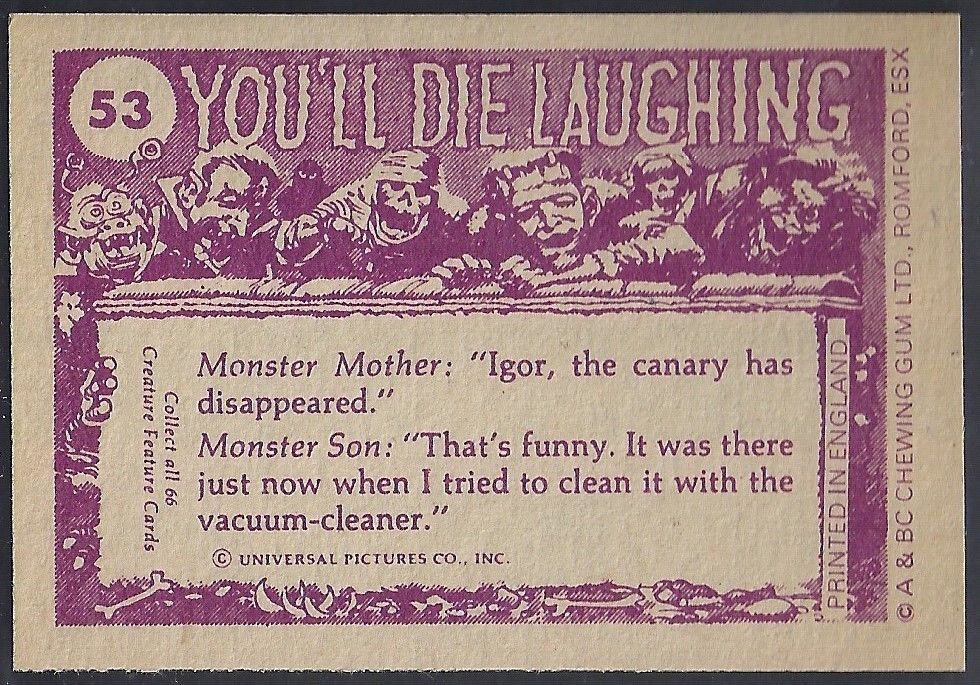 53
YOU'LL DIE LAUGHING
Monster Mother: "Igor, the canary has
disappeared."
Monster Son: "That's funny. It was there
just now when I tried to clean it with the
vacuum-cleaner."
© UNIVERSAL PICTURES CO., INC.
Collect all 66
Creature Feature Cards
PRINTED IN ENGLAND
© A & BC CHEWING GUM LTD., ROMFORD, ESX